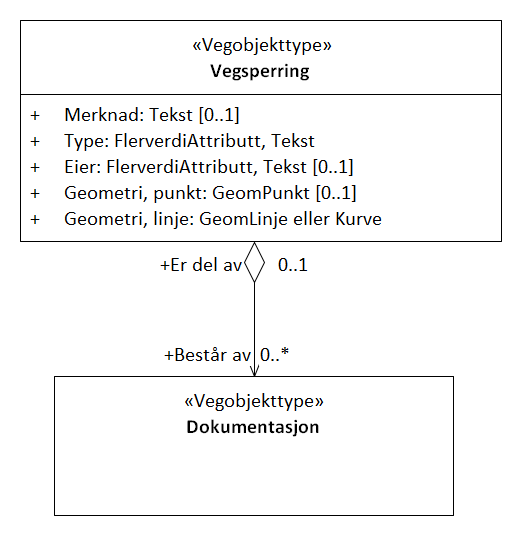 «Vegobjekttype»
Vegsperring
+ Merknad: Tekst [0..1]
+ Type: FlerverdiAttributt, Tekst
+ Eier: FlerverdiAttributt, Tekst [0..1]
+ Geometri, punkt: GeomPunkt [0..1]
+ Geometri, linje: GeomLinje eller Kurve
+Er del av 0..1
+Består av 0..*
«Vegobjekttype»
Dokumentasjon